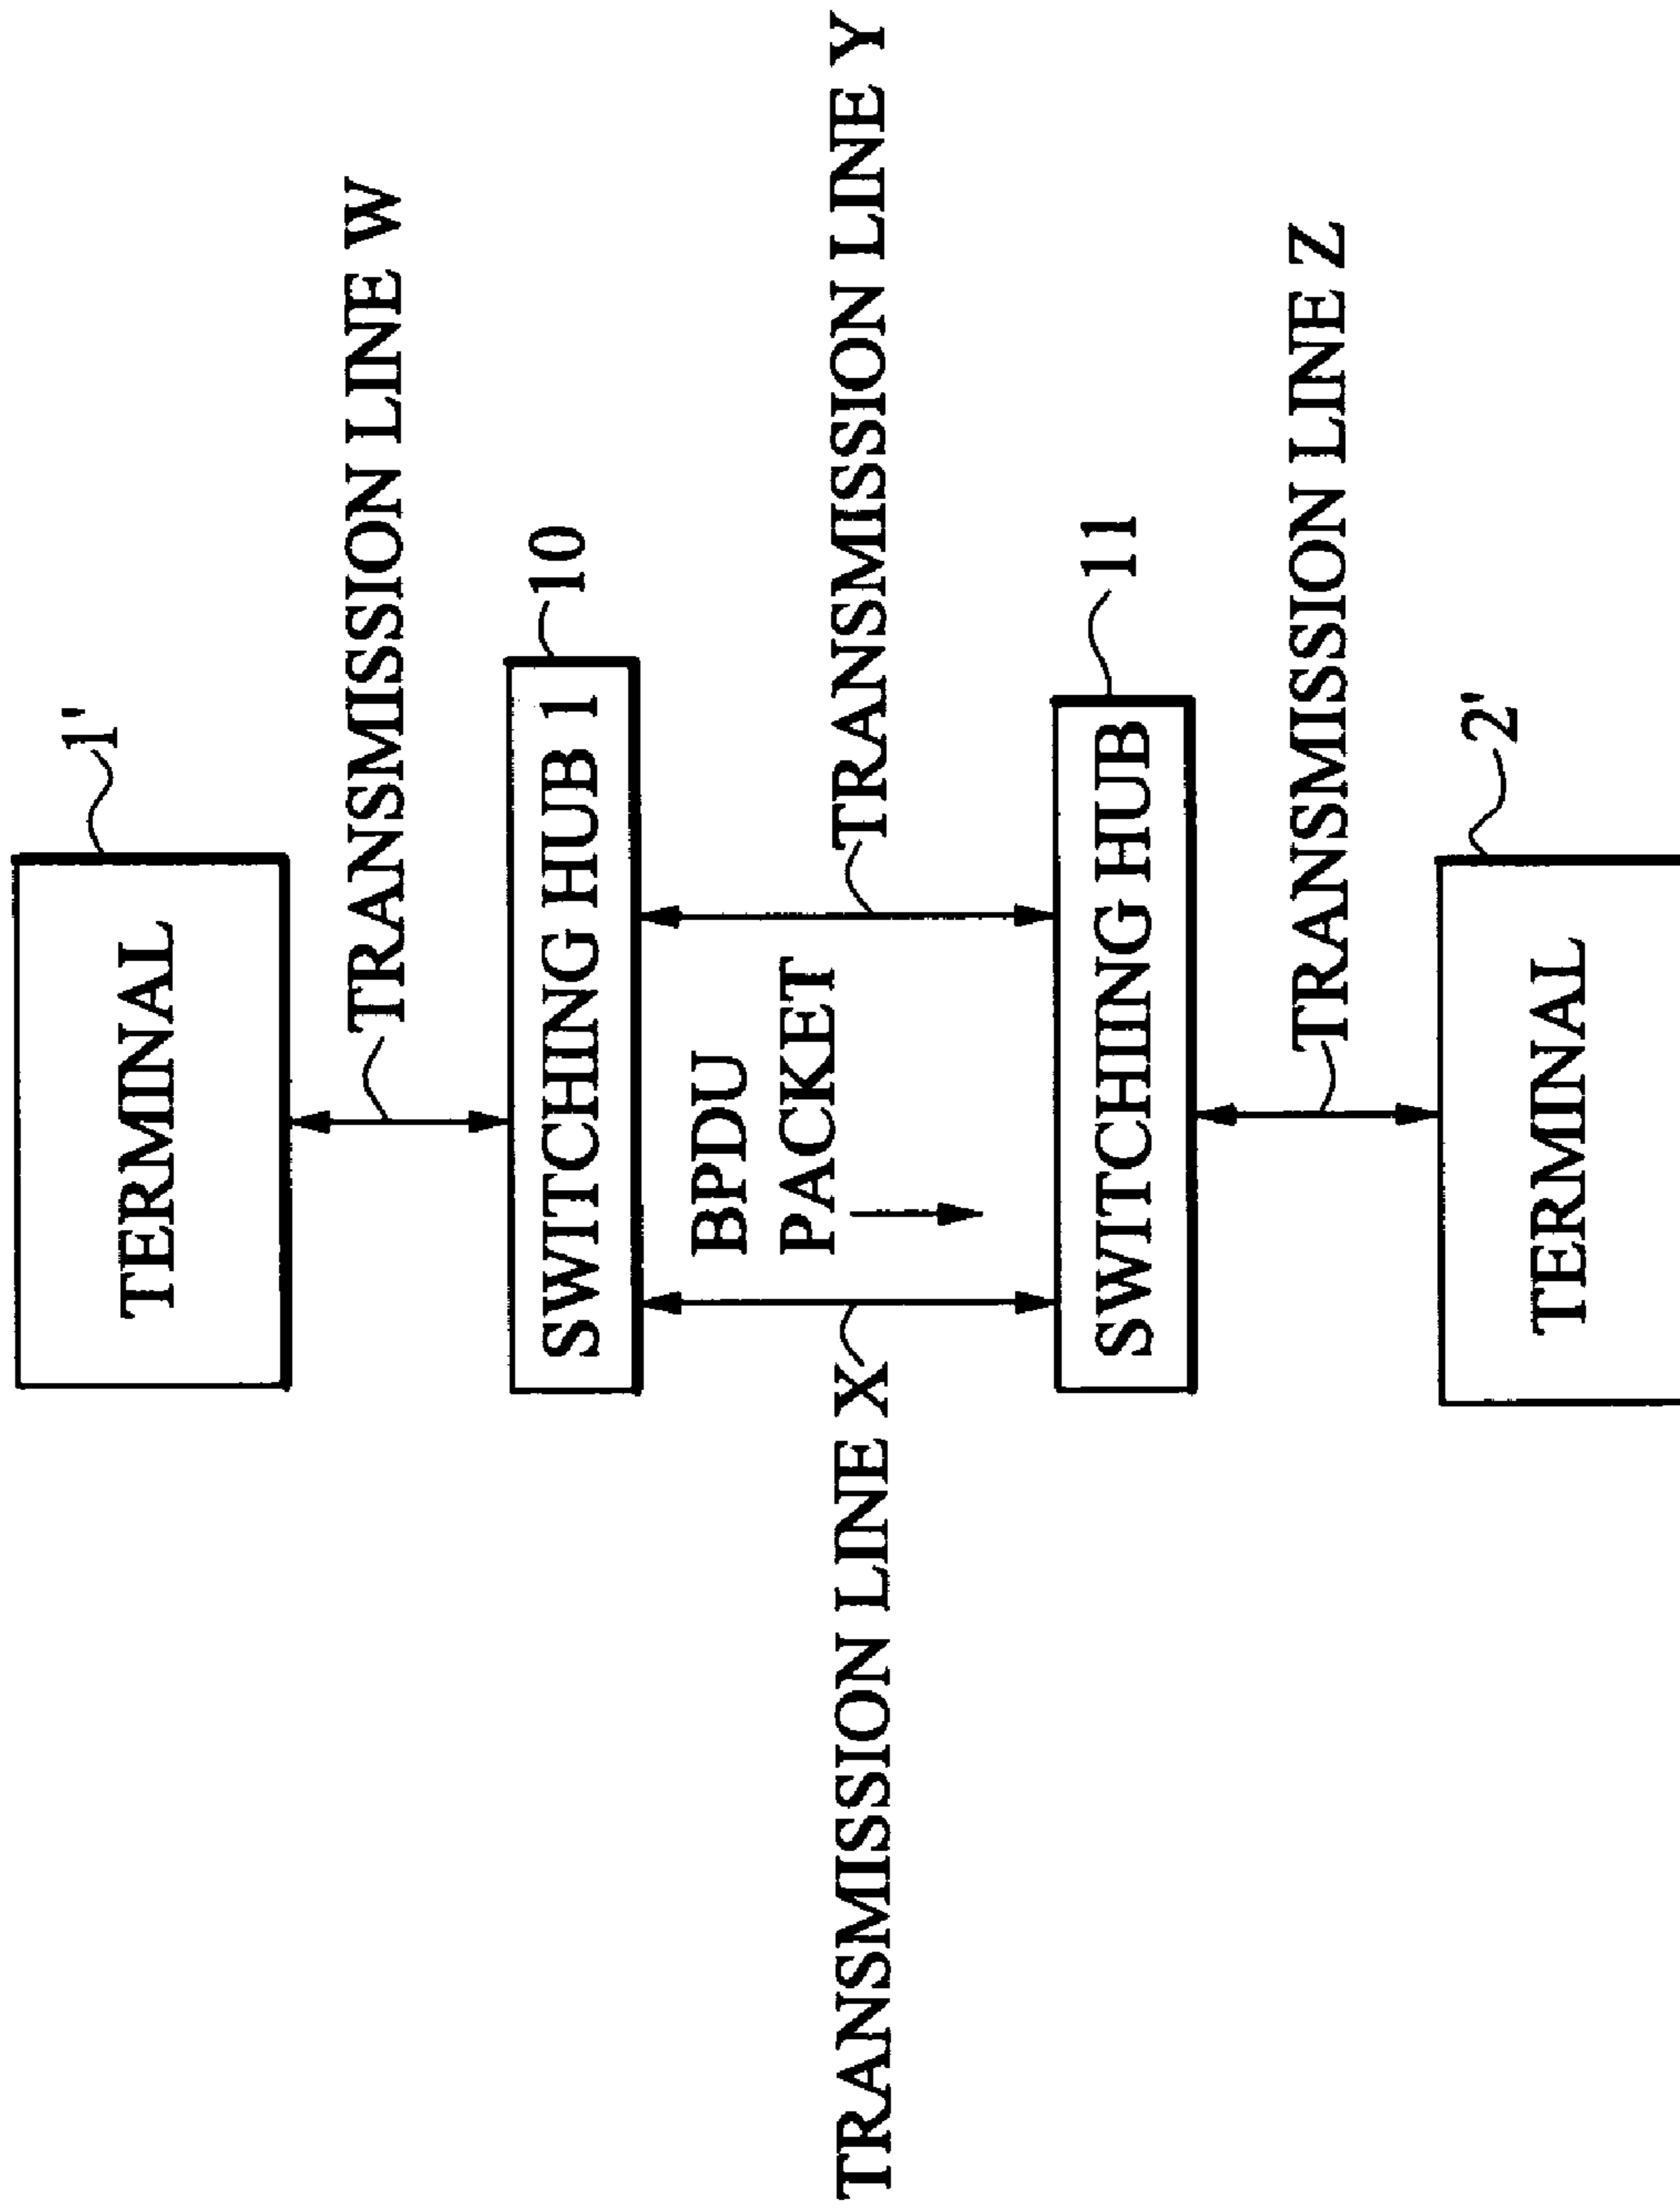 TERMINAL
1'
TRANSMISSION LINE W
SWITCHING HUB 1
10
TRANSMISSION LINE X
BPDU
PACKET
TRANSMISSION LINE Y
SWITCHING HUB
11
TRANSMISSION LINE Z
TERMINAL
2'